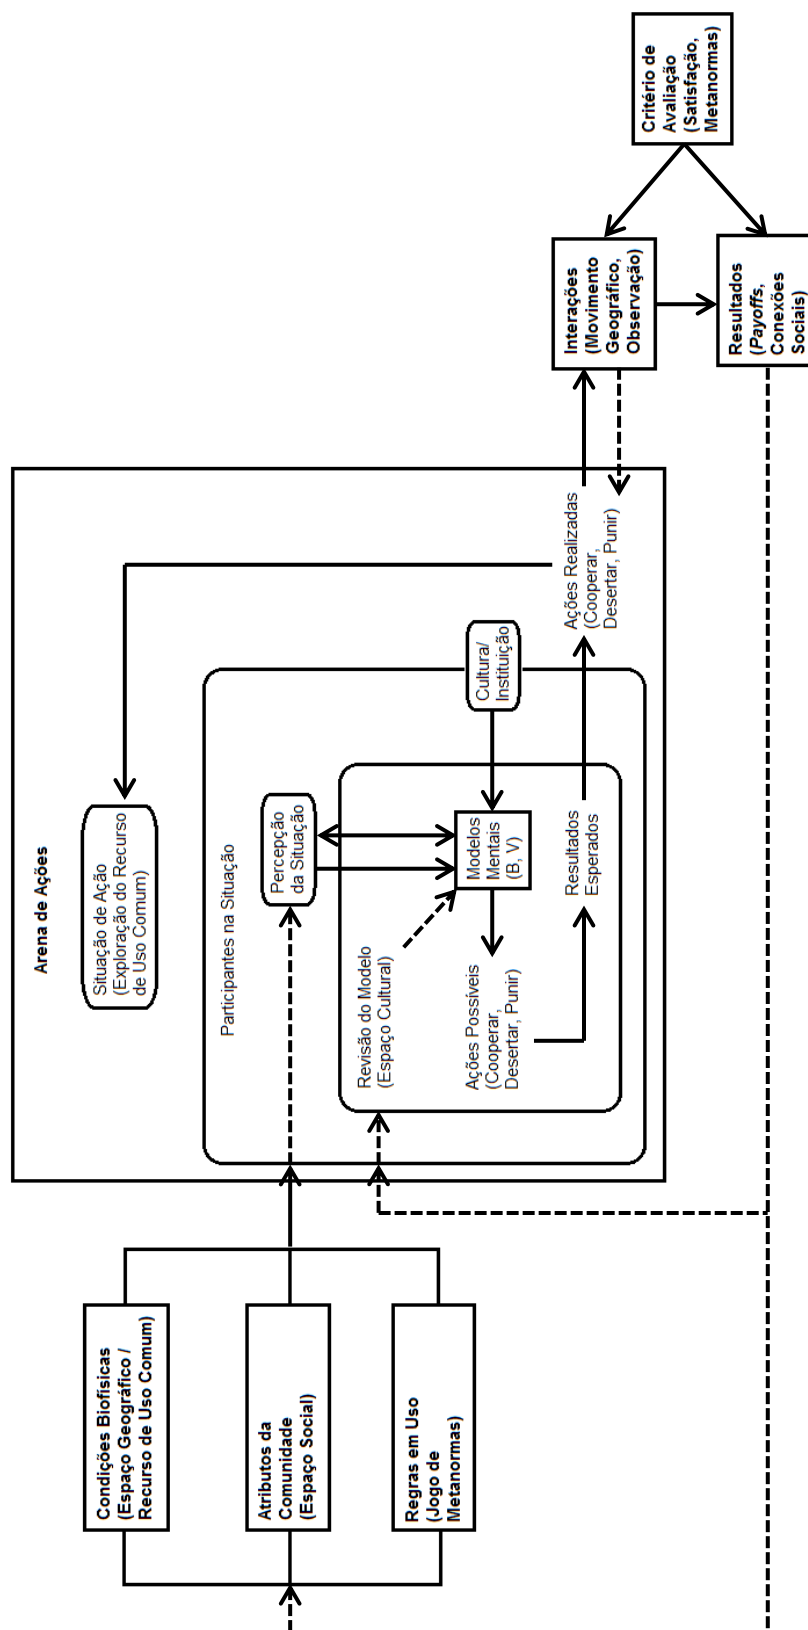 Condições Biofísicas
(Espaço Geográfico /
Recurso de Uso Comum)
Atributos da
Comunidade
(Espaço Social)
Regras em Uso
(Jogo de
Metanormas)
Arena de Ações
Situação de Ação
(Exploração do Recurso
de Uso Comum)
Participantes na Situação
Percepção
da Situação
Revisão do Modelo
(Espaço Cultural)
Modelos
Mentais
(B, V)
Cultura/
Instituição
Ações Possíveis
(Cooperar,
Desertar, Punir)
Resultados
Esperados
Ações Realizadas
(Cooperar,
Desertar, Punir)
Interações
(Movimento
Geográfico,
Observação)
Resultados
(Payoffs,
Conexões
Sociais)
Critério de
Avaliação
(Satisfação,
Metanormas)